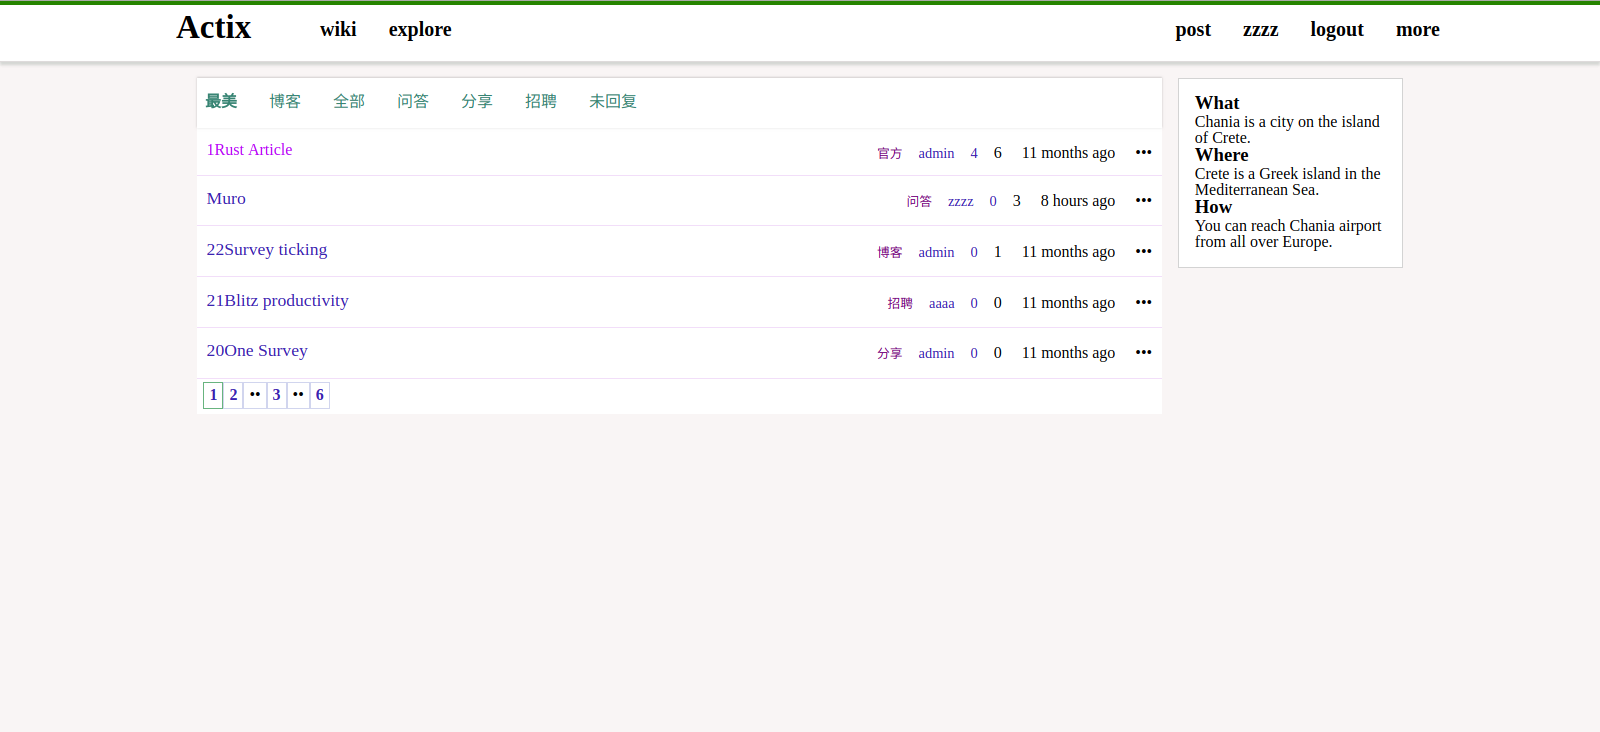 Actix wiki explore post zzzz logout more
最美 博客 全部 问答 分享 招聘 未回复
1Rust Article 官方 admin 4 6 11 months ago •••
Muro 问答 zzzz 0 3 8 hours ago •••
22Survey ticking 博客 admin 0 1 11 months ago •••
21Blitz productivity 招聘 aaaa 0 0 11 months ago •••
20One Survey 分享 admin 0 0 11 months ago •••
1 2 •• 3 •• 6
What
Chania is a city on the island
of Crete.
Where
Crete is a Greek island in the
Mediterranean Sea.
How
You can reach Chania airport
from all over Europe.